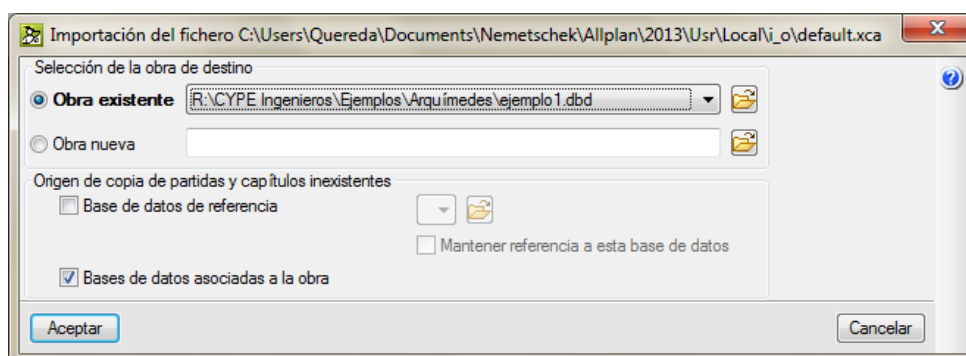 Importación del fichero C:\Users\Quereda\Documents\Nemetschek\Allplan\2013\Usr\Local\i_o\default.xca
Selección de la obra de destino
Obra existente R:\CYPE Ingenieros\Ejemplos\Arquímedes\ejemplo1.dbd
Obra nueva
Origen de copia de partidas y capítulos inexistentes
Base de datos de referencia
Mantener referencia a esta base de datos
Bases de datos asociadas a la obra
Aceptar Cancelar